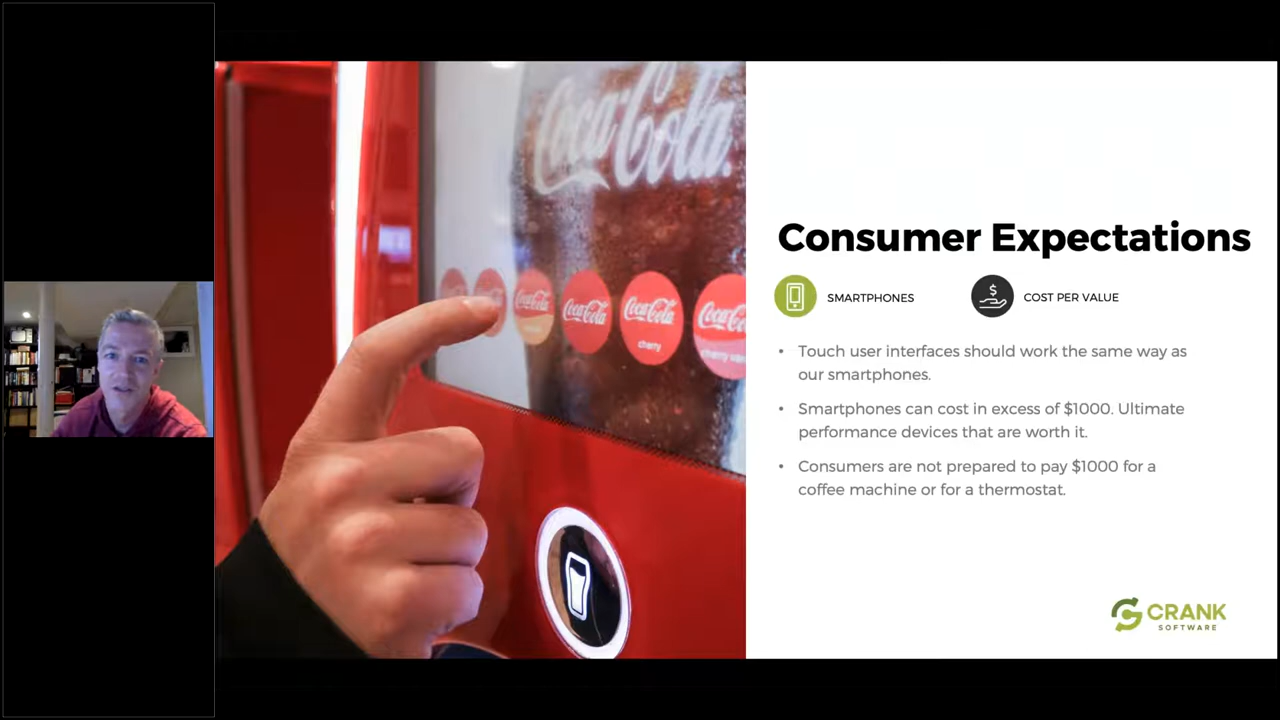 Coca-Cola
Coca-Cola
Coca-Cola
Coca-Cola
cherry
Consumer Expectations
SMARTPHONES
$
COST PER VALUE
• Touch user interfaces should work the same way as
our smartphones.
• Smartphones can cost in excess of $1000. Ultimate
performance devices that are worth it.
• Consumers are not prepared to pay $1000 for a
coffee machine or for a thermostat.
CRANK
SOFTWARE